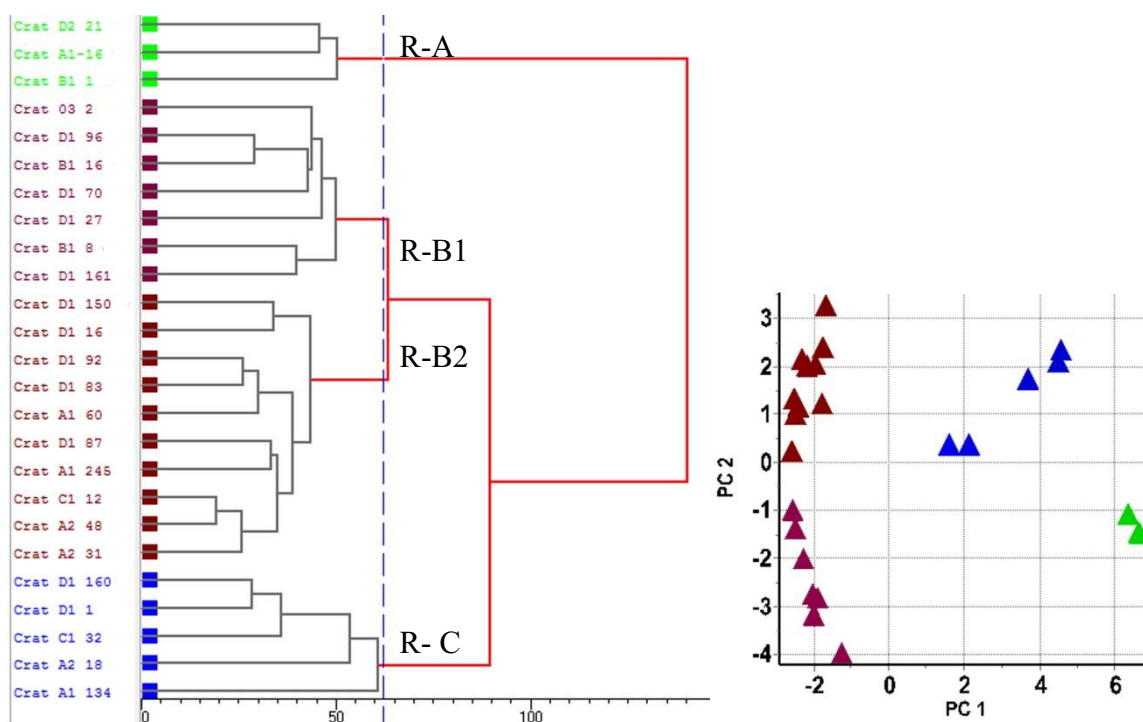 Crat D2 21
Crat A1-16
Crat B1 1
Crat 03 2
Crat D1 96
Crat B1 16
Crat D1 70
Crat D1 27
Crat B1 8
Crat D1 161
Crat D1 150
Crat D1 16
Crat D1 92
Crat D1 83
Crat A1 60
Crat D1 87
Crat A1 245
Crat C1 12
Crat A2 48
Crat A2 31
Crat D1 160
Crat D1 1
Crat C1 32
Crat A2 18
Crat A1 134
R-A
R-B1
R-B2
R- C
0 50 100
PC 2
3
2
1
0
-1
-2
-3
-4
-2 0 2 4 6
PC 1